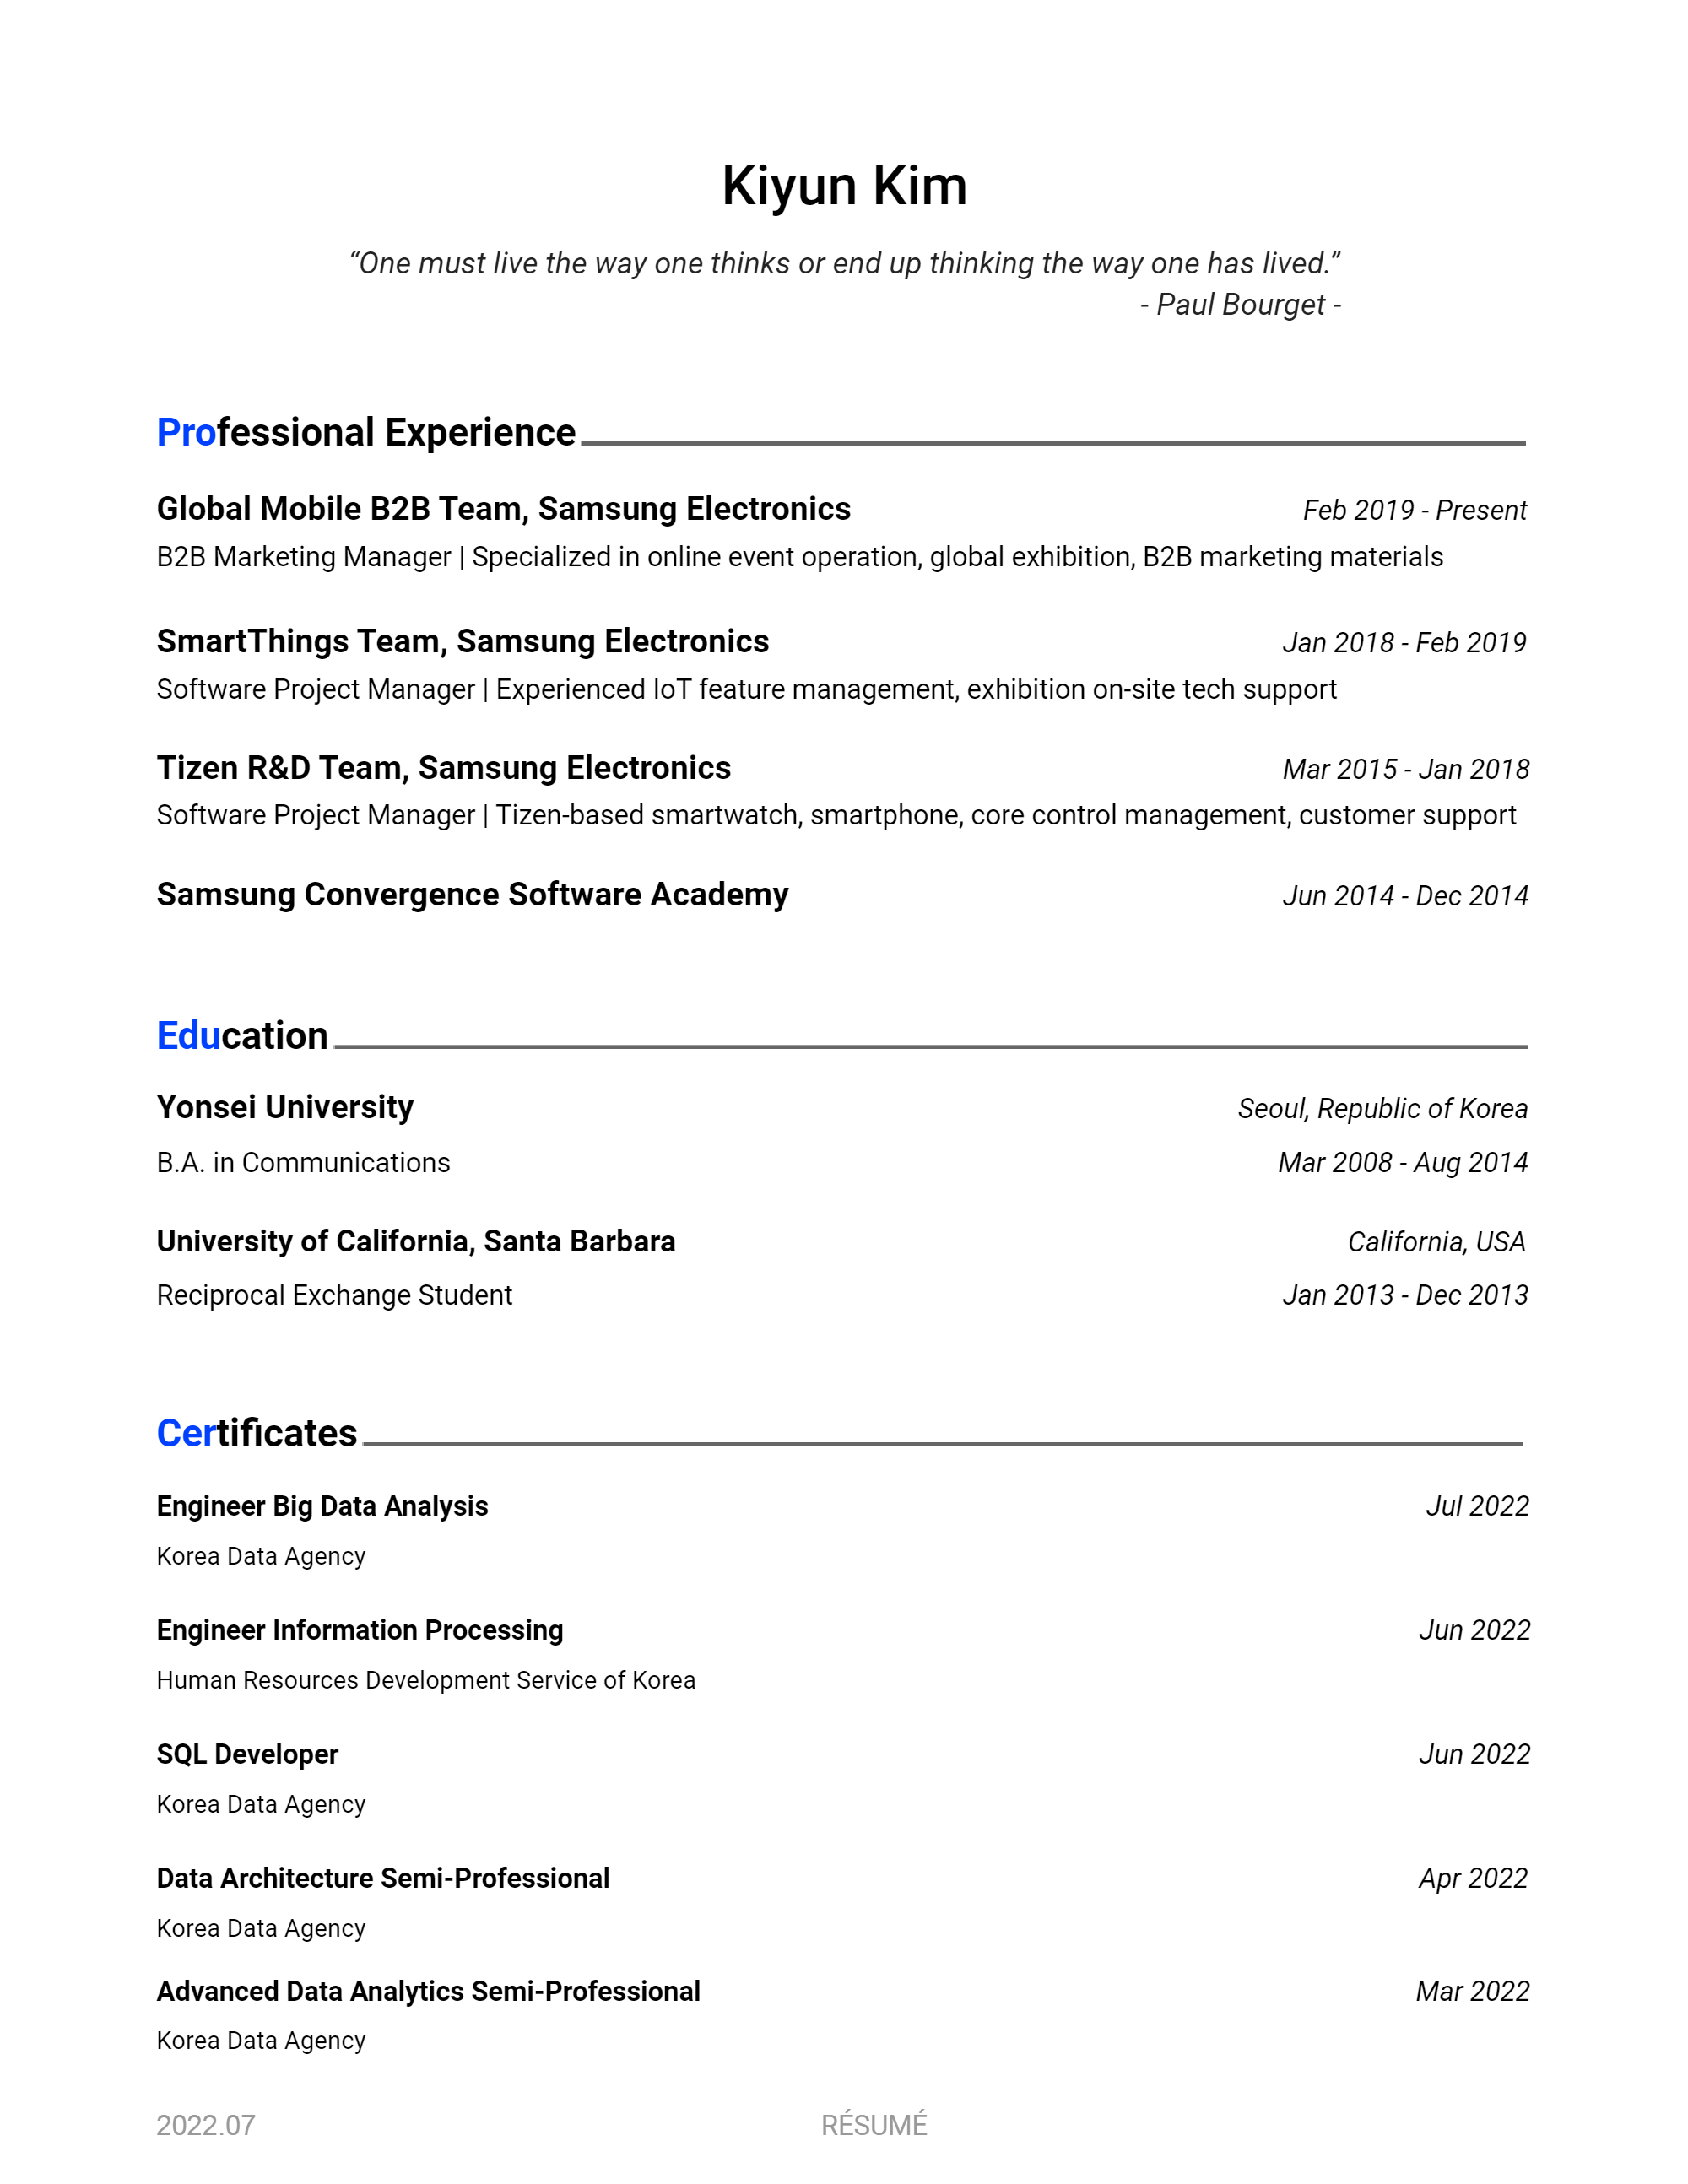 Kiyun Kim
“One must live the way one thinks or end up thinking the way one has lived.”
- Paul Bourget -
Professional Experience
Global Mobile B2B Team, Samsung Electronics Feb 2019 - Present
B2B Marketing Manager | Specialized in online event operation, global exhibition, B2B marketing materials
SmartThings Team, Samsung Electronics Jan 2018 - Feb 2019
Software Project Manager | Experienced IoT feature management, exhibition on-site tech support
Tizen R&D Team, Samsung Electronics Mar 2015 - Jan 2018
Software Project Manager | Tizen-based smartwatch, smartphone, core control management, customer support
Samsung Convergence Software Academy Jun 2014 - Dec 2014
Education
Yonsei University Seoul, Republic of Korea
B.A. in Communications Mar 2008 - Aug 2014
University of California, Santa Barbara California, USA
Reciprocal Exchange Student Jan 2013 - Dec 2013
Certificates
Engineer Big Data Analysis Jul 2022
Korea Data Agency
Engineer Information Processing Jun 2022
Human Resources Development Service of Korea
SQL Developer Jun 2022
Korea Data Agency
Data Architecture Semi-Professional Apr 2022
Korea Data Agency
Advanced Data Analytics Semi-Professional Mar 2022
Korea Data Agency
2022.07 RÉSUMÉ